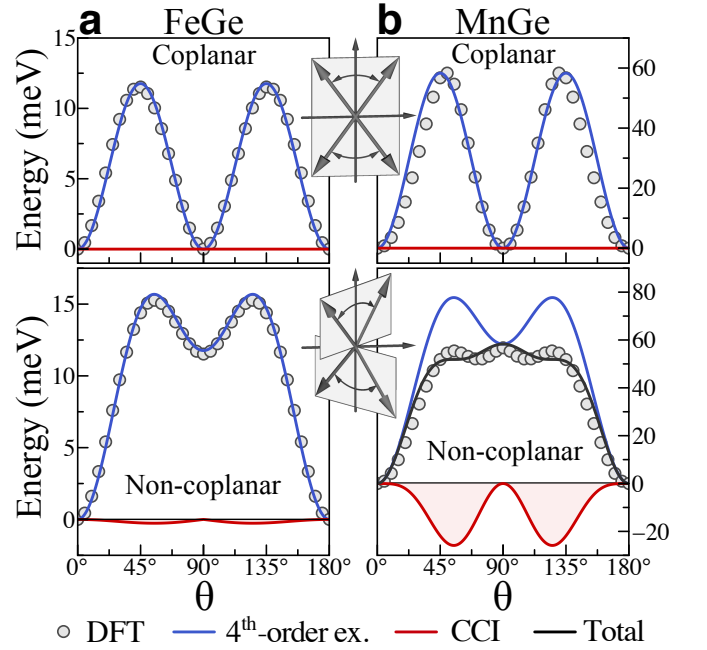 a FeGe
b MnGe
Energy (meV)
15
10
5
0
Coplanar
Coplanar
60
40
20
0
Energy (meV)
15
10
5
0
Non-coplanar
Non-coplanar
80
60
40
20
0
−20
0° 45° 90° 135° 180°
0° 45° 90° 135° 180°
θ
θ
DFT 4th-order ex. CCI Total